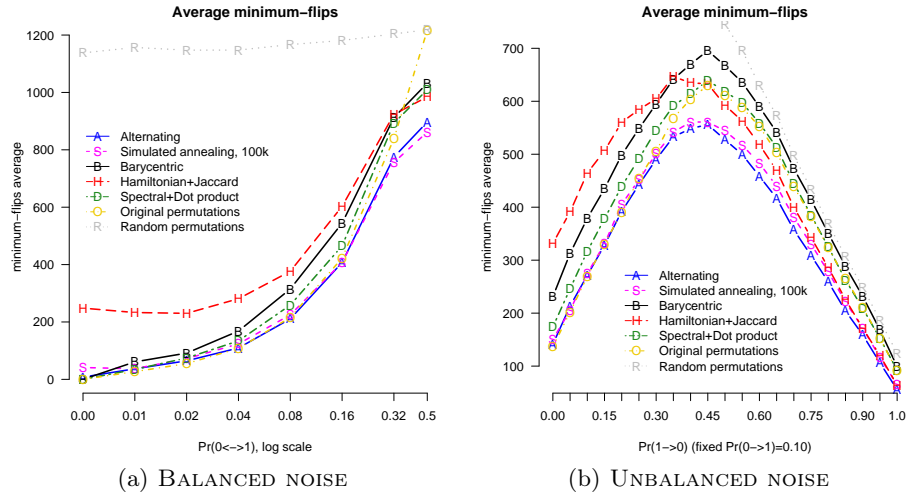 Average minimum−flips
minimum−flips average
1200
1000
800
600
400
200
0
A Alternating
S Simulated annealing, 100k
B Barycentric
H Hamiltonian+Jaccard
D Spectral+Dot product
O Original permutations
R Random permutations
0.00 0.01 0.02 0.04 0.08 0.16 0.32 0.5
Pr(0<−>1), log scale
(a) Balanced noise
Average minimum−flips
minimum−flips average
700
600
500
400
300
200
100
A Alternating
S Simulated annealing, 100k
B Barycentric
H Hamiltonian+Jaccard
D Spectral+Dot product
O Original permutations
R Random permutations
0.00 0.15 0.30 0.45 0.60 0.75 0.90 1.0
Pr(1−>0) (fixed Pr(0−>1)=0.10)
(b) Unbalanced noise